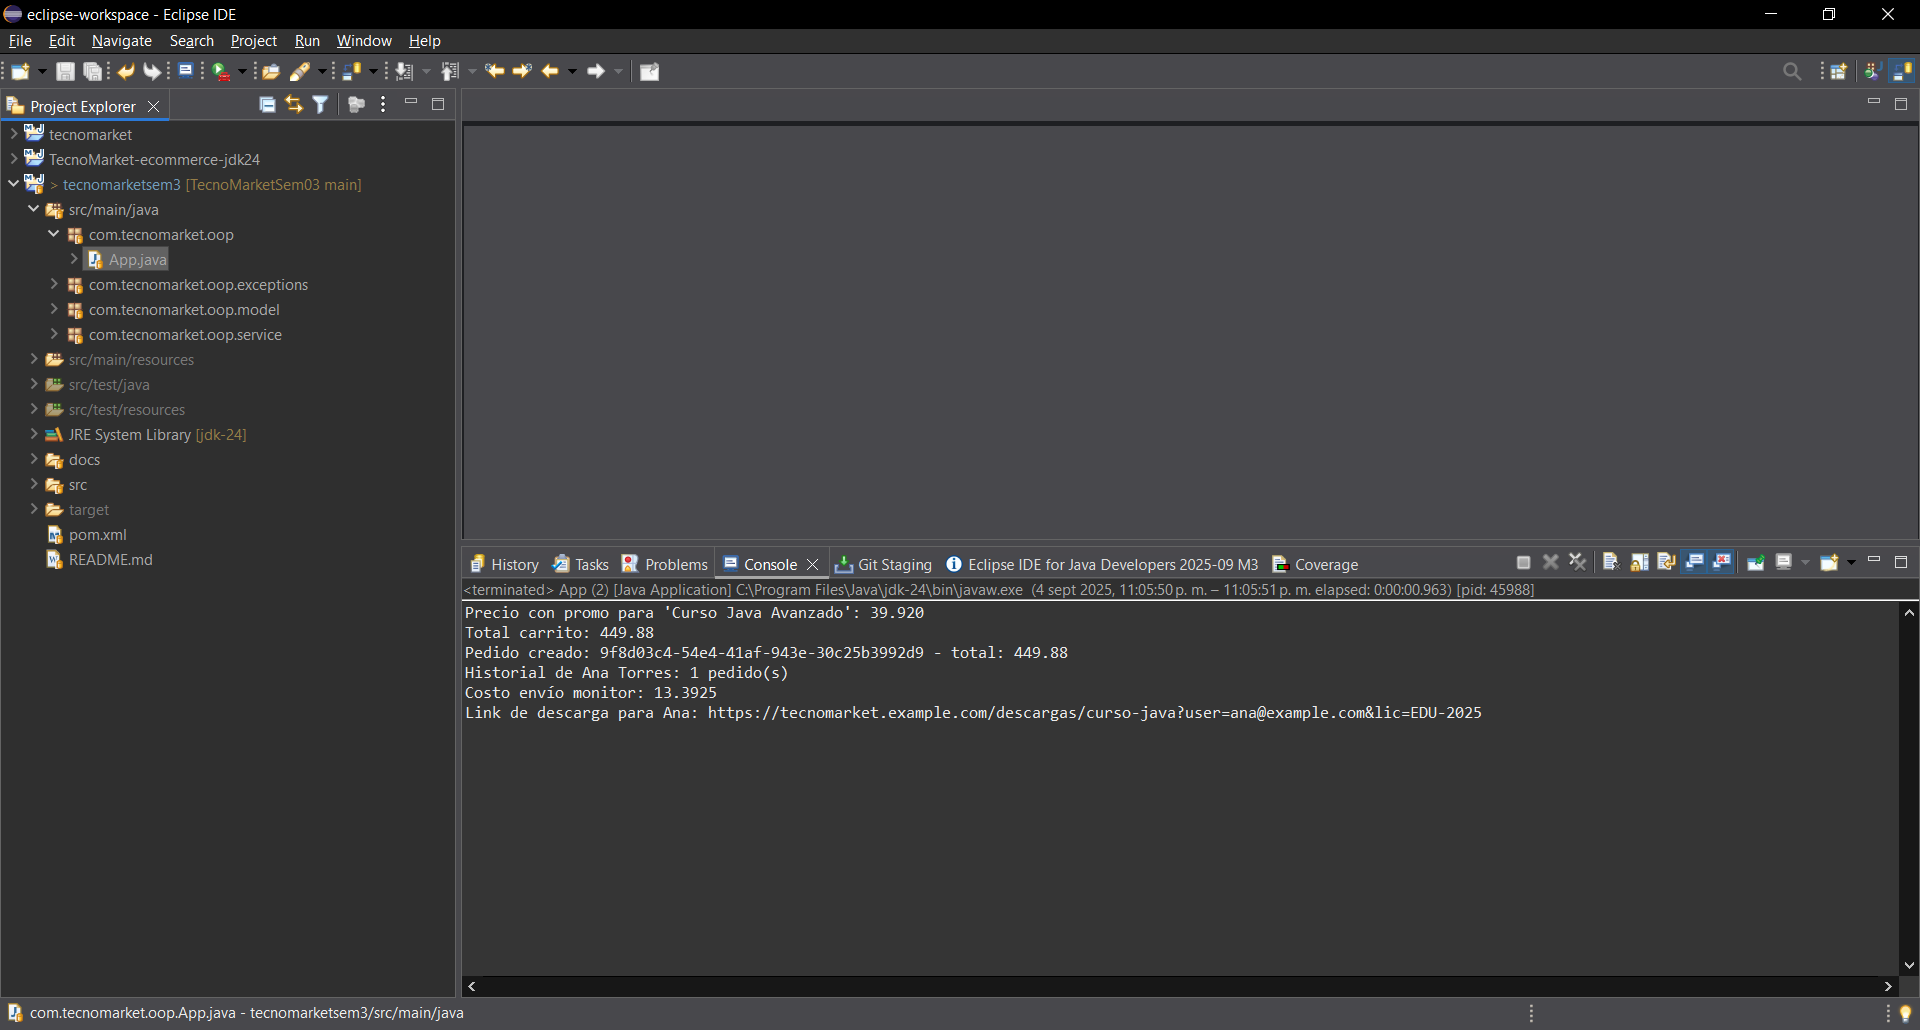 eclipse-workspace - Eclipse IDE
File Edit Navigate Search Project Run Window Help
Project Explorer
tecnomarket
TecnoMarket-ecommerce-jdk24
> tecnomarketsem3 [TecnoMarketSem03 main]
src/main/java
com.tecnomarket.oop
App.java
com.tecnomarket.oop.exceptions
com.tecnomarket.oop.model
com.tecnomarket.oop.service
src/main/resources
src/test/java
src/test/resources
JRE System Library [jdk-24]
docs
src
target
pom.xml
README.md
History Tasks Problems Console Git Staging Eclipse IDE for Java Developers 2025-09 M3 Coverage
<terminated> App (2) [Java Application] C:\Program Files\Java\jdk-24\bin\javaw.exe (4 sept 2025, 11:05:50 p. m. – 11:05:51 p. m. elapsed: 0:00:00.963) [pid: 45988]
Precio con promo para 'Curso Java Avanzado': 39.920
Total carrito: 449.88
Pedido creado: 9f8d03c4-54e4-41af-943e-30c25b3992d9 - total: 449.88
Historial de Ana Torres: 1 pedido(s)
Costo envío monitor: 13.3925
Link de descarga para Ana: https://tecnomarket.example.com/descargas/curso-java?user=ana@example.com&lic=EDU-2025
com.tecnomarket.oop.App.java - tecnomarketsem3/src/main/java